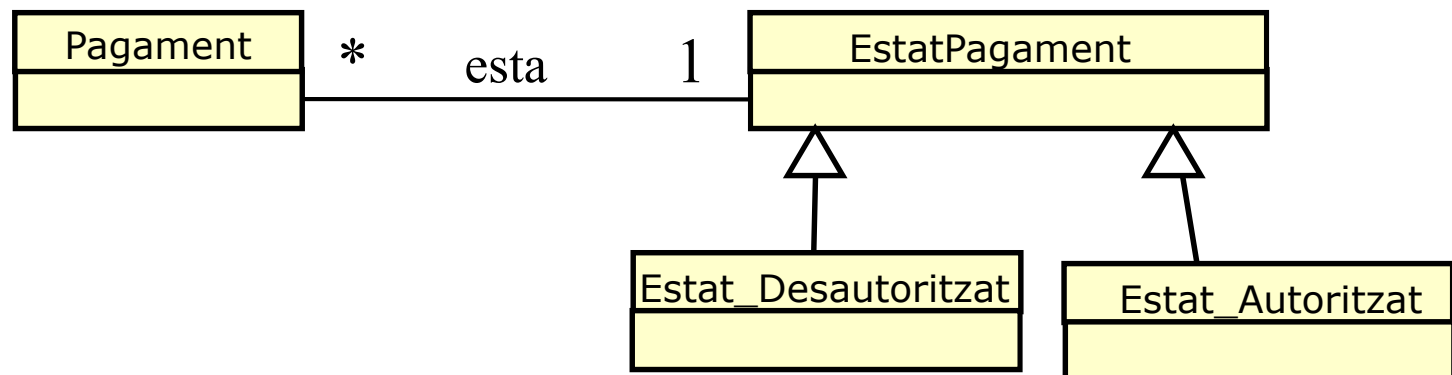 Pagament
* esta 1
EstatPagament
Estat_Desautoritzat
Estat_Autoritzat